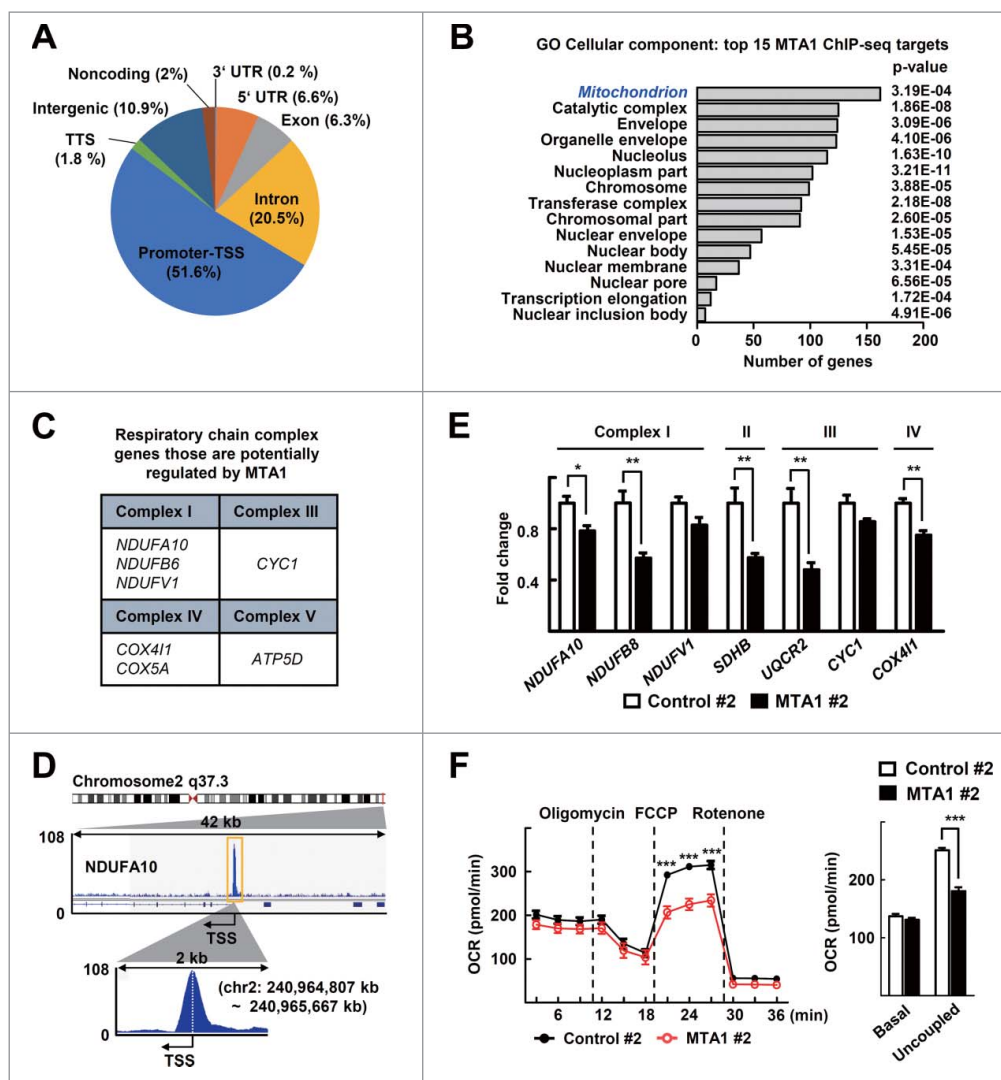 A
3' UTR (0.2 %)
Noncoding (2%)
5' UTR (6.6%)
Intergenic (10.9%)
Exon (6.3%)
TTS
(1.8 %)
Intron
(20.5%)
Promoter-TSS
(51.6%)
B
GO Cellular component: top 15 MTA1 ChIP-seq targets
p-value
Mitochondrion 3.19E-04
Catalytic complex 1.86E-08
Envelope 3.09E-06
Organelle envelope 4.10E-06
Nucleolus 1.63E-10
Nucleoplasm part 3.21E-11
Chromosome 3.88E-05
Transferase complex 2.18E-08
Chromosomal part 2.60E-05
Nuclear envelope 1.53E-05
Nuclear body 5.45E-05
Nuclear membrane 3.31E-04
Nuclear pore 6.56E-05
Transcription elongation 1.72E-04
Nuclear inclusion body 4.91E-06
0 50 100 150 200
Number of genes
C
Respiratory chain complex
genes those are potentially
regulated by MTA1
Complex I Complex III
NDUFA10
NDUFB6
NDUFV1
CYC1
Complex IV Complex V
COX4I1
COX5A
ATP5D
E
Complex I II III IV
* ** ** ** **
Fold change
0.8
0.4
NDUFA10 NDUFB8 NDUFV1 SDHB UQCR2 CYC1 COX4I1
Control #2 MTA1 #2
D
Chromosome2 q37.3
42 kb
108
NDUFA10
0
TSS
2 kb
108
(chr2: 240,964,807 kb
~ 240,965,667 kb)
0
TSS
F
Oligomycin FCCP Rotenone
*** *** ***
OCR (pmol/min)
300
200
100
6 12 18 24 30 36 (min)
Control #2 MTA1 #2
Control #2
MTA1 #2
***
OCR (pmol/min)
200
100
Basal
Uncoupled